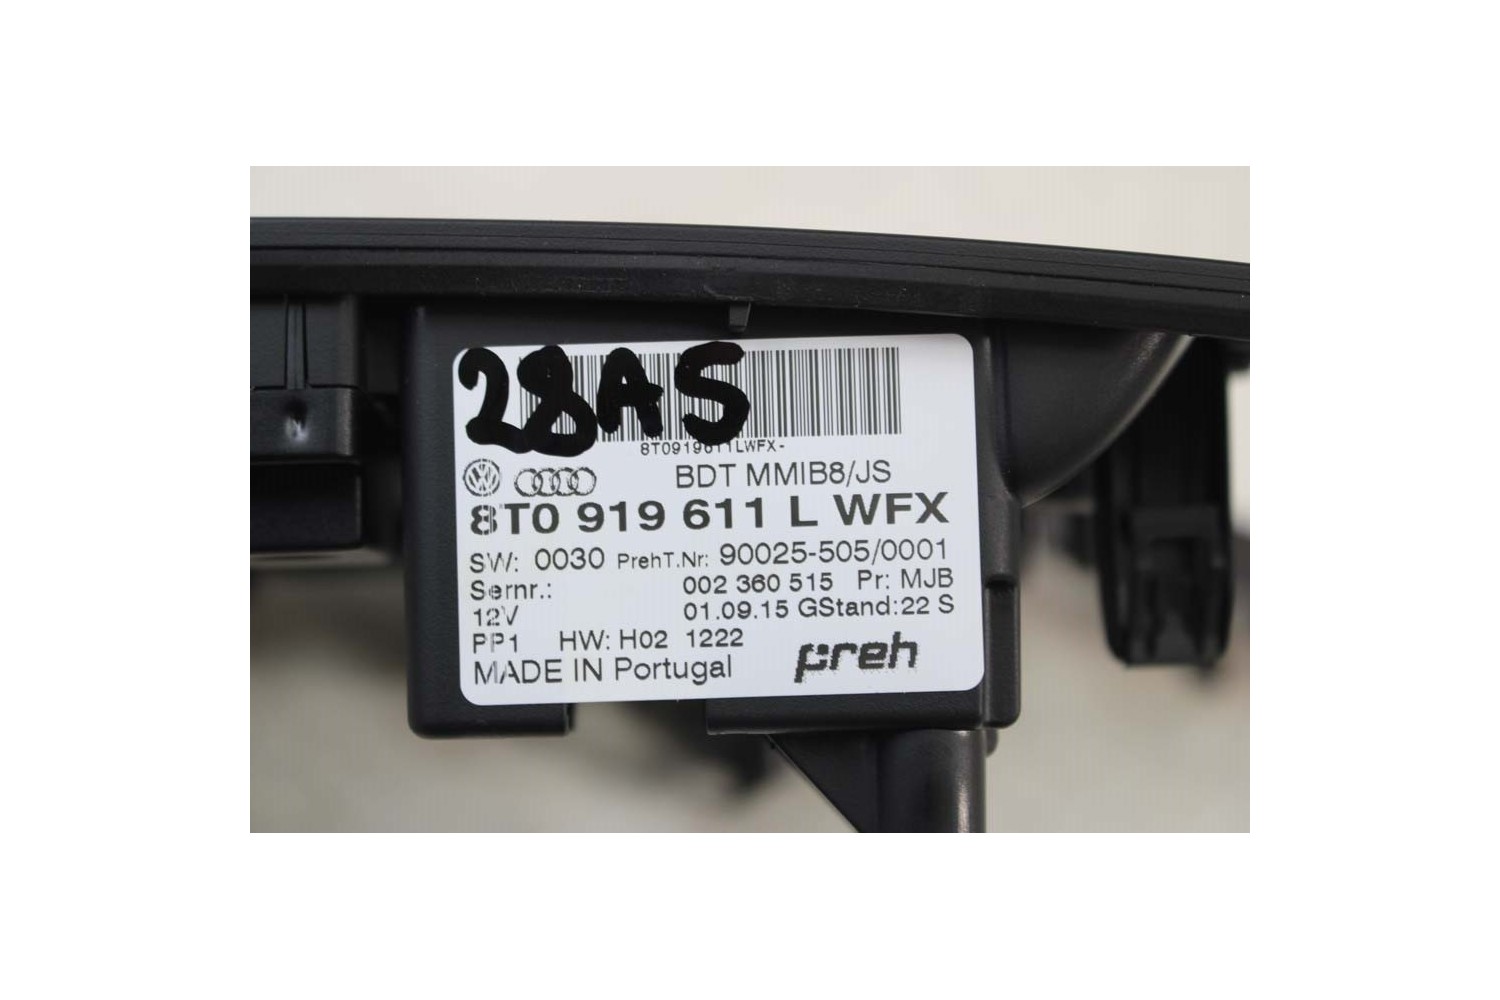 28AS
8T0919611LWFX-
BDT MMIB8/JS
8T0 919 611 L WFX
SW: 0030 PrehT.Nr: 90025-505/0001
Sernr.: 002 360 515 Pr: MJB
12V 01.09.15 GStand:22 S
PP1 HW: H02 1222
MADE IN Portugal preh